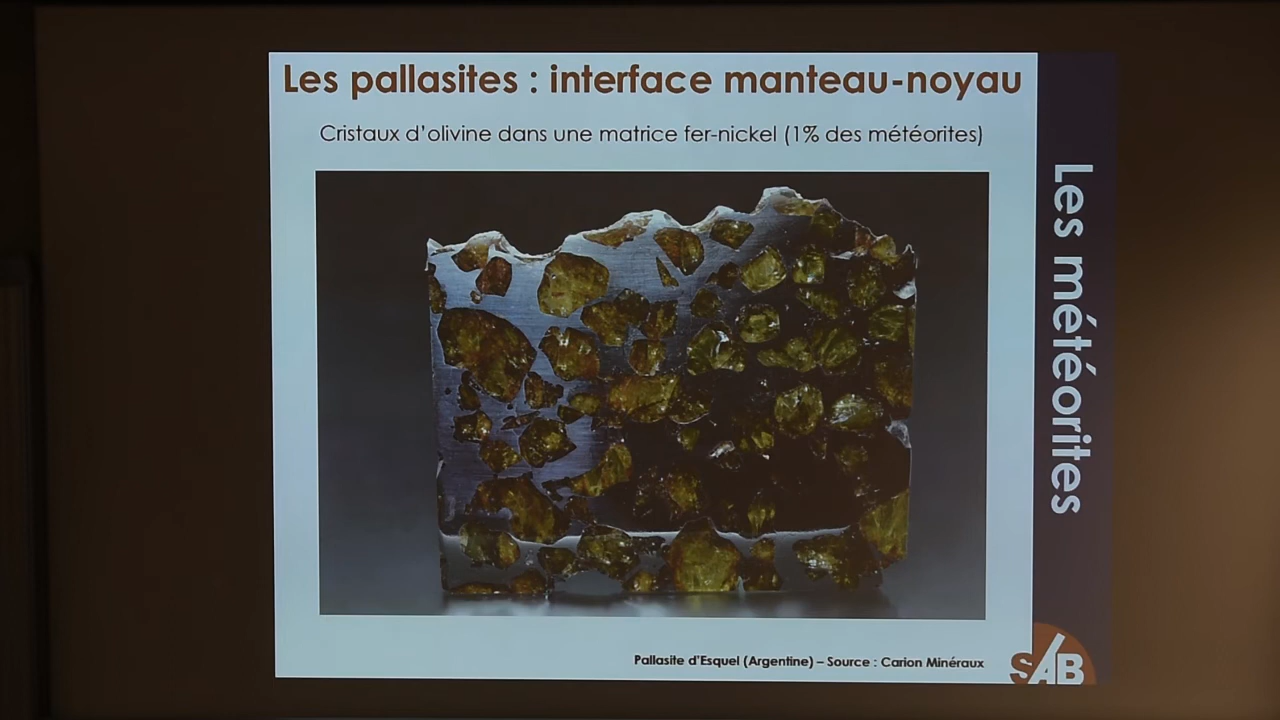 Les pallasites : interface manteau-noyau
Cristaux d'olivine dans une matrice fer-nickel (1% des météorites)
Les météorites
Pallasite d'Esquel (Argentine) – Source : Carion Minéraux
SAB